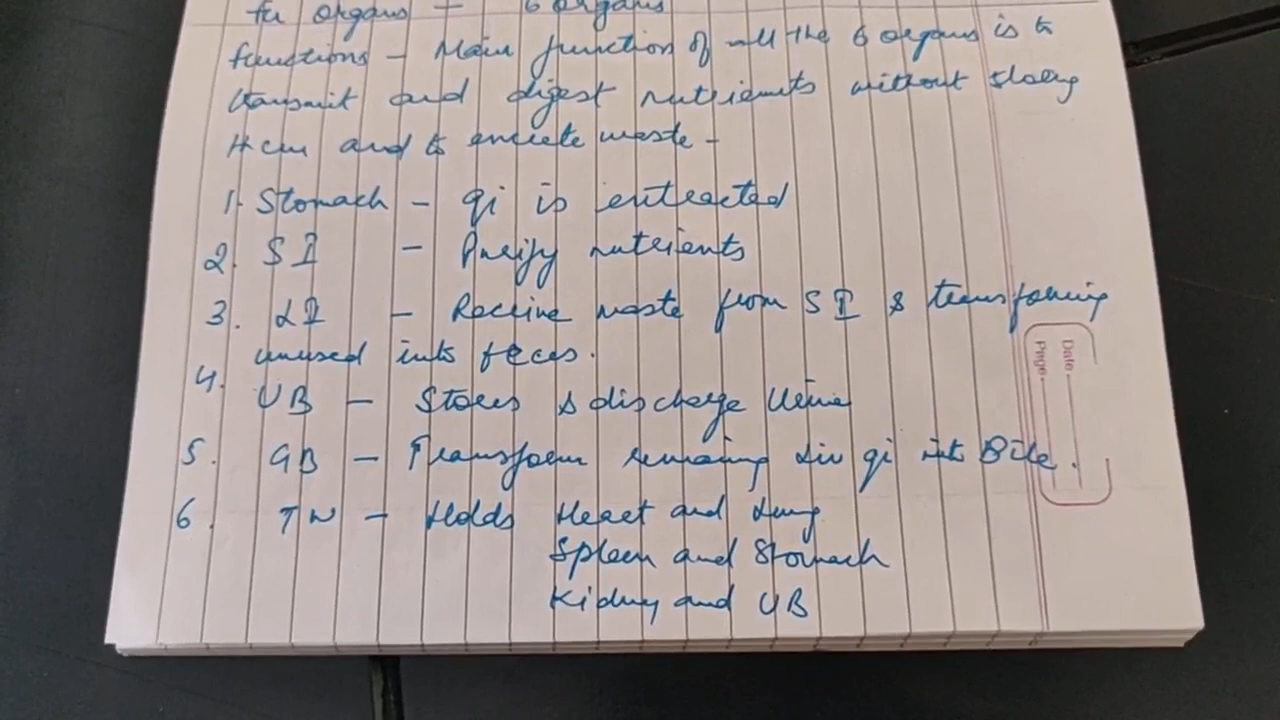 fu organs - 6 organs
functions - Main function of all the 6 organs is to
transmit and digest nutrients without storing
them and to excrete waste -
1. Stomach - qi is extracted
2. SI - Purify nutrients
3. LI - Receive waste from SI & transforming
unused into feces.
4. UB - Stores & discharge Urine
5. GB - Transform remaining Liv qi into Bile.
6. TW - Holds Heart and Lung
Spleen and Stomach
Kidney and UB
Date
Page